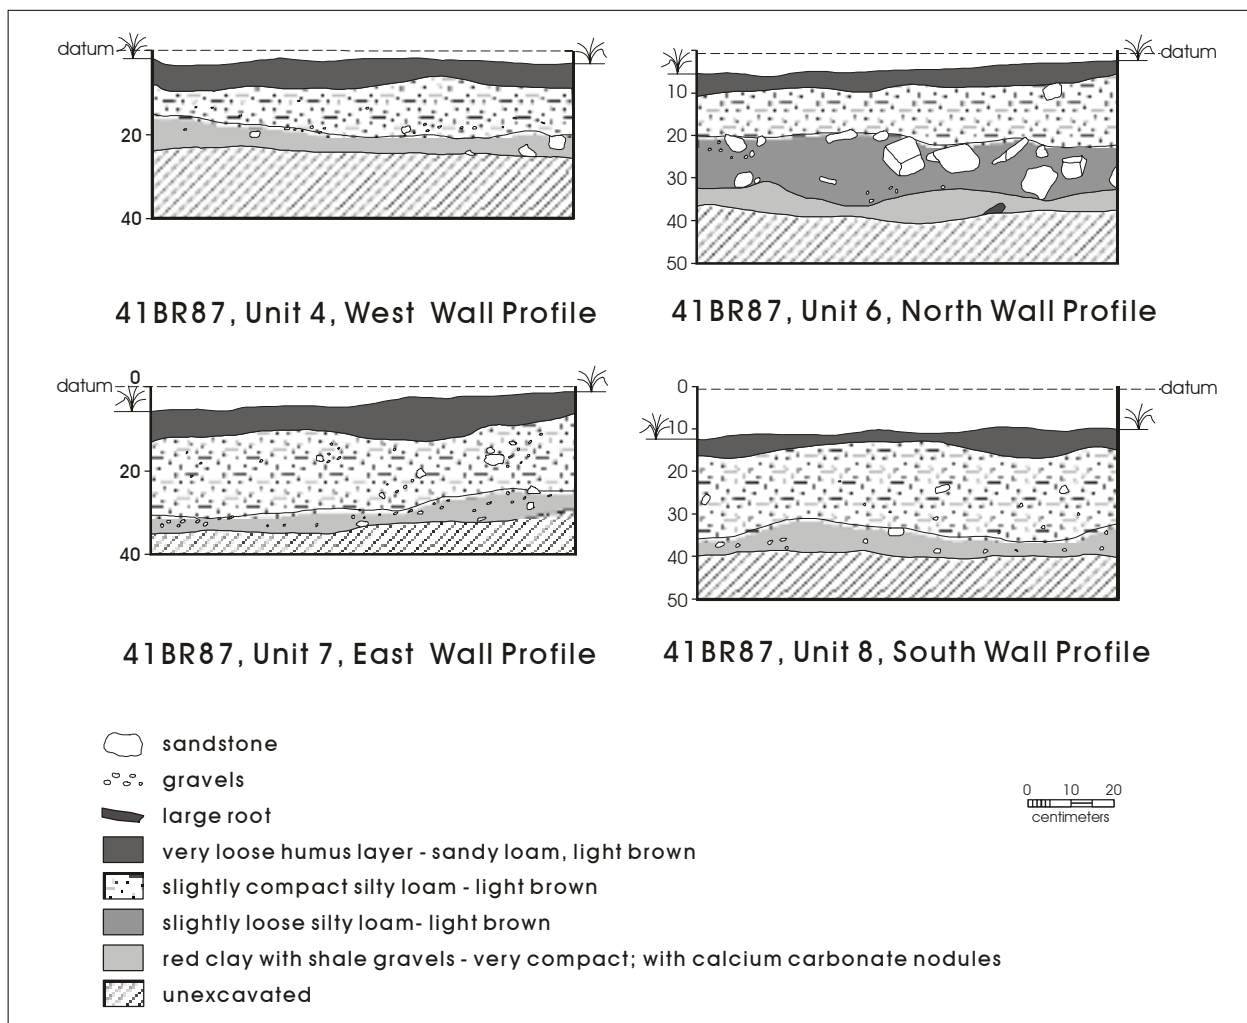 datum
20
40
41BR87, Unit 4, West Wall Profile
datum
10
20
30
40
50
41BR87, Unit 6, North Wall Profile
datum
0
20
40
41BR87, Unit 7, East Wall Profile
0
datum
10
20
30
40
50
41BR87, Unit 8, South Wall Profile
sandstone
gravels
large root
very loose humus layer - sandy loam, light brown
slightly compact silty loam - light brown
slightly loose silty loam- light brown
red clay with shale gravels - very compact; with calcium carbonate nodules
unexcavated
0 10 20
centimeters